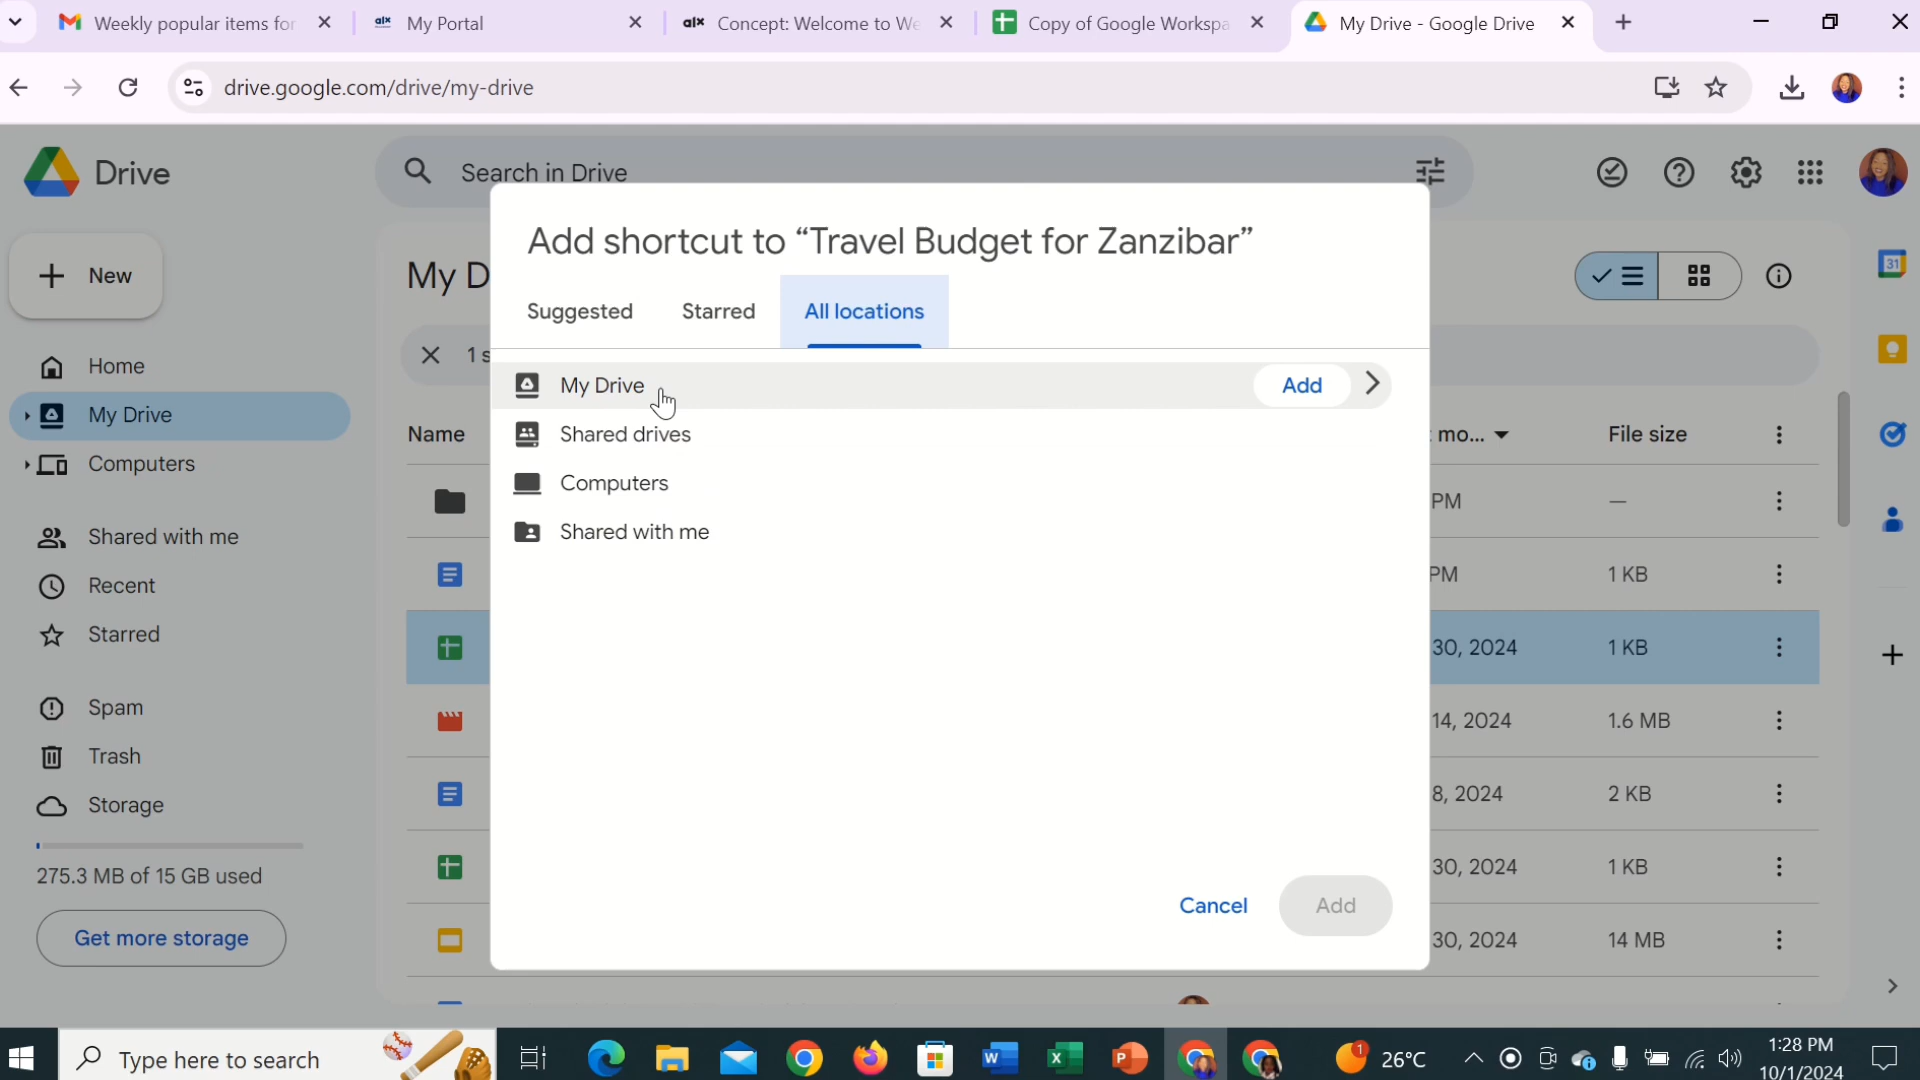 Weekly popular items for
My Portal
Concept: Welcome to We
Copy of Google Workspa
My Drive - Google Drive
drive.google.com/drive/my-drive
Drive
Search in Drive
New
My D
Add shortcut to “Travel Budget for Zanzibar”
Suggested
Starred
All locations
1 s
Home
My Drive
Computers
My Drive
Add
Shared drives
Computers
Shared with me
Name
mo...
File size
PM
—
PM
1 KB
30, 2024
1 KB
14, 2024
1.6 MB
8, 2024
2 KB
30, 2024
1 KB
30, 2024
14 MB
Shared with me
Recent
Starred
Spam
Trash
Storage
275.3 MB of 15 GB used
Get more storage
Cancel
Add
31
Type here to search
1
26°C
1:28 PM
10/1/2024